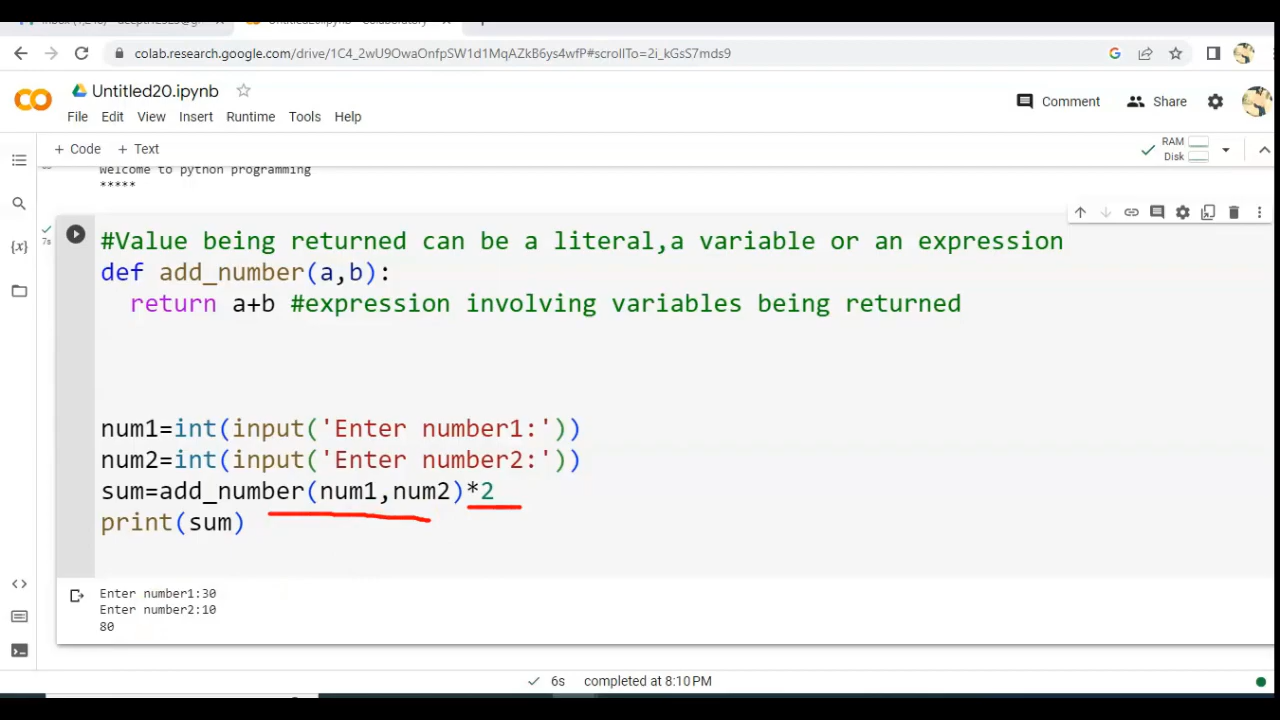 colab.research.google.com/drive/1C4_2wU9OwaOnfpSW1d1MqAZkB6ys4wfP#scrollTo=2i_kGsS7mds9
Untitled20.ipynb
File Edit View Insert Runtime Tools Help
Comment Share
+ Code + Text
RAM
Disk
Welcome to python programming
*****
7s
#Value being returned can be a literal,a variable or an expression
def add_number(a,b):
return a+b #expression involving variables being returned
num1=int(input('Enter number1:'))
num2=int(input('Enter number2:'))
sum=add_number(num1,num2)*2
print(sum)
Enter number1:30
Enter number2:10
80
6s completed at 8:10 PM